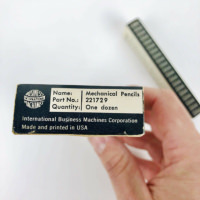 Name: Mechanical Pencils
Part No.: 221729
Quantity: One dozen
International Business Machines Corporation
Made and printed in USA